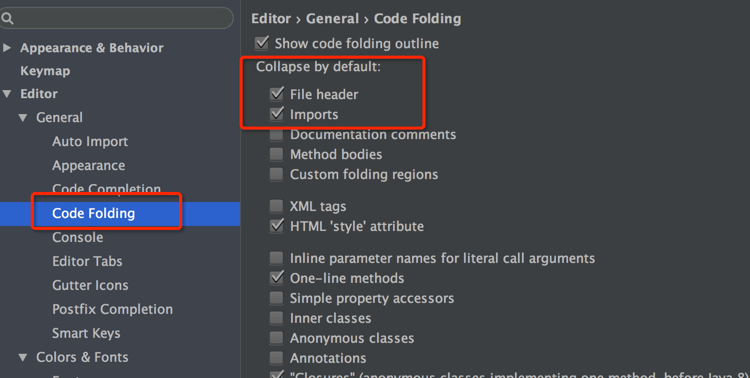 Appearance & Behavior
Keymap
Editor
General
Auto Import
Appearance
Code Completion
Code Folding
Console
Editor Tabs
Gutter Icons
Postfix Completion
Smart Keys
Colors & Fonts
Editor › General › Code Folding
Show code folding outline
Collapse by default:
File header
Imports
Documentation comments
Method bodies
Custom folding regions
XML tags
HTML 'style' attribute
Inline parameter names for literal call arguments
One-line methods
Simple property accessors
Inner classes
Anonymous classes
Annotations
"Closures" (anonymous classes implementing one method, before Java 8)